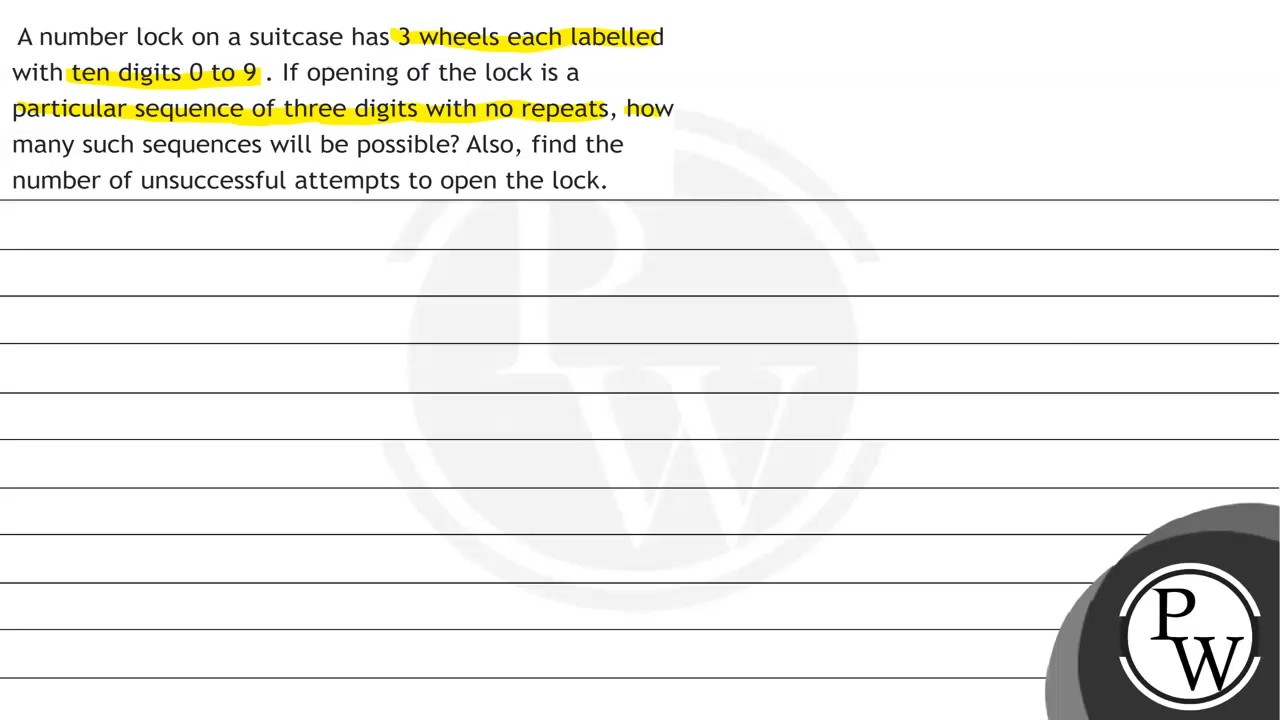 A number lock on a suitcase has 3 wheels each labelled
with ten digits 0 to 9 . If opening of the lock is a
particular sequence of three digits with no repeats, how
many such sequences will be possible? Also, find the
number of unsuccessful attempts to open the lock.
P
W
P
W